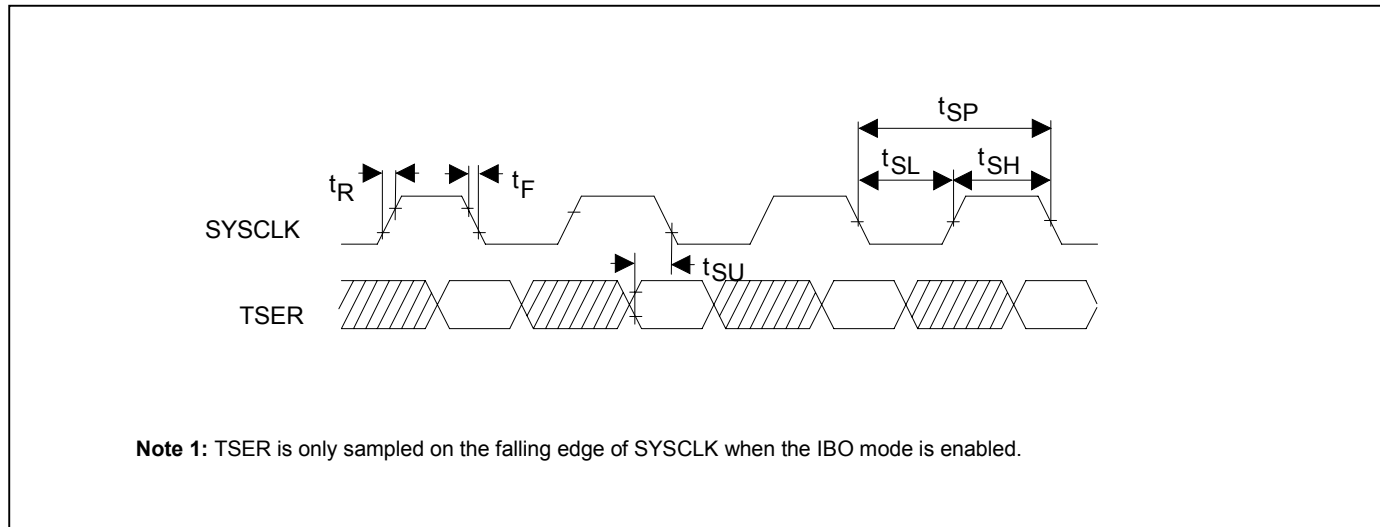 tSP
tSL tSH
tR tF
SYSCLK
tSU
TSER
Note 1: TSER is only sampled on the falling edge of SYSCLK when the IBO mode is enabled.